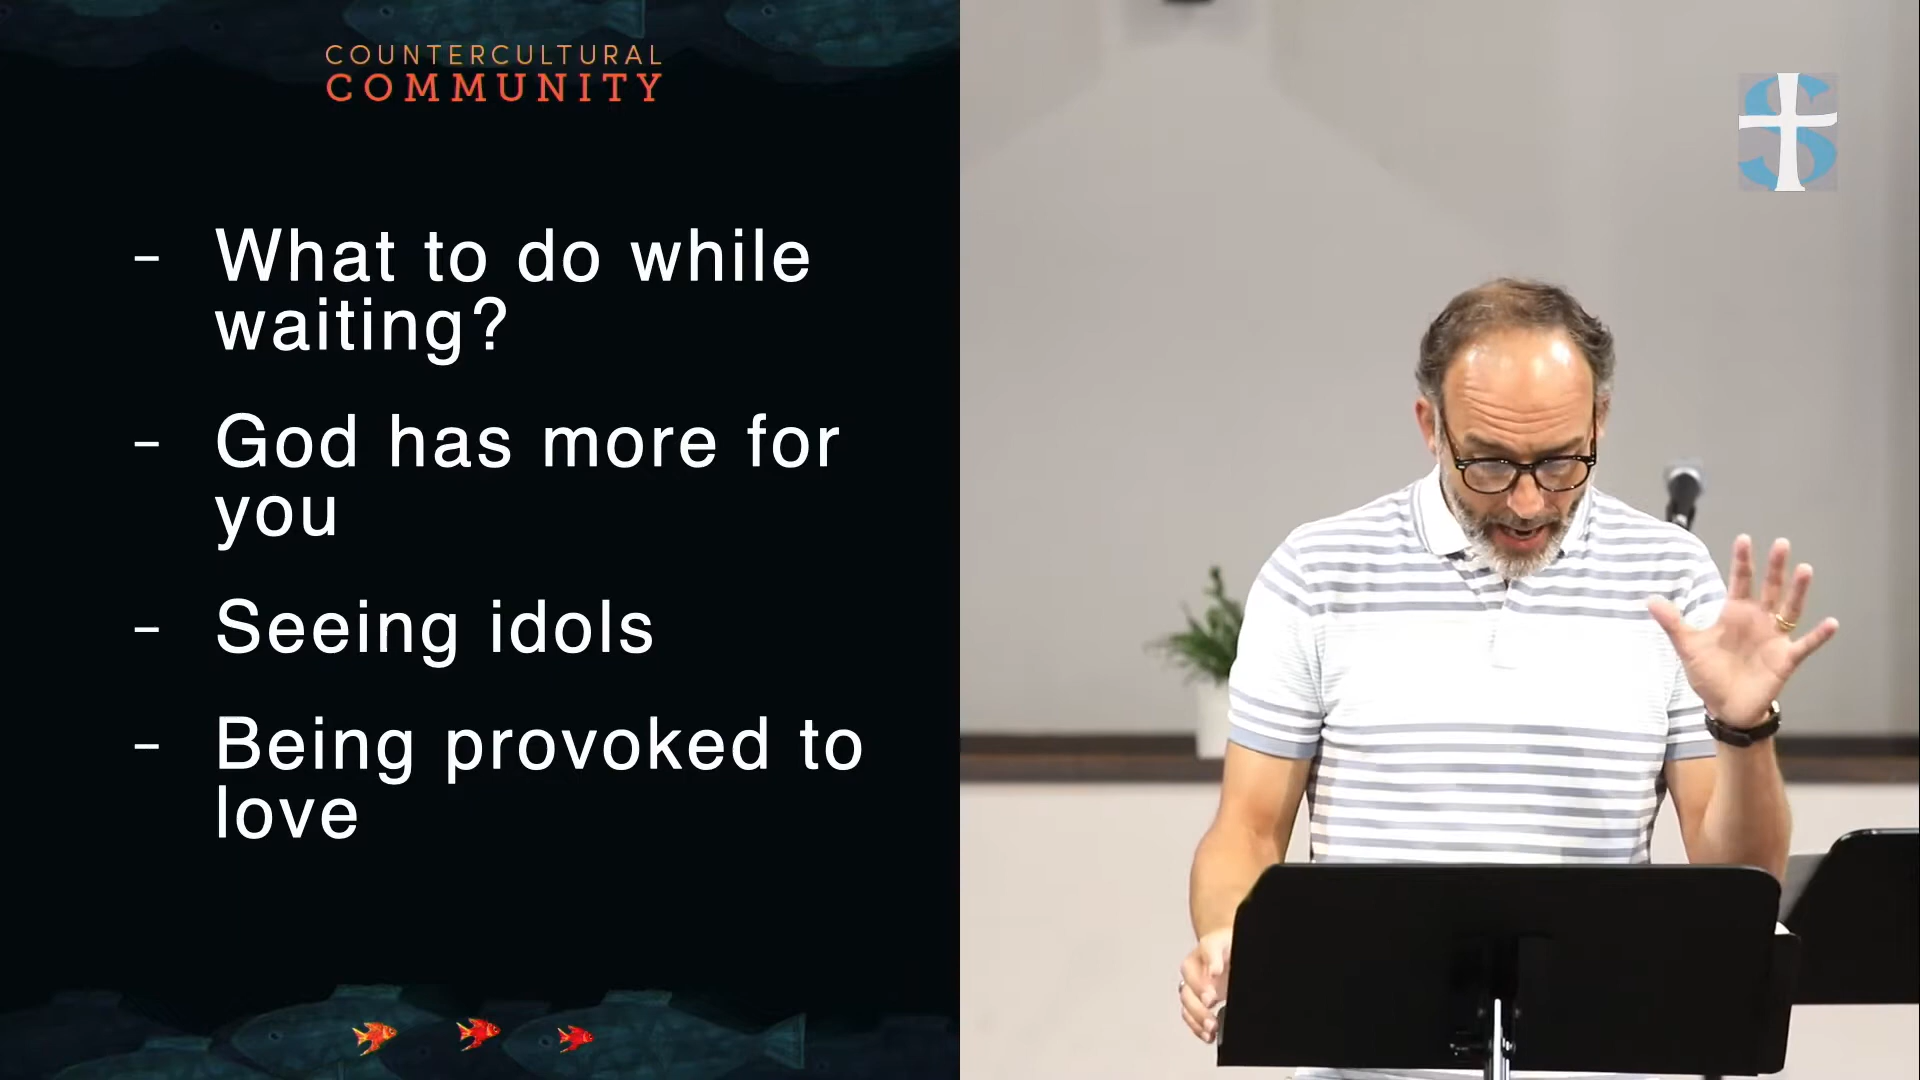 COUNTERCULTURAL
COMMUNITY
- What to do while
waiting?
- God has more for
you
- Seeing idols
- Being provoked to
love
S